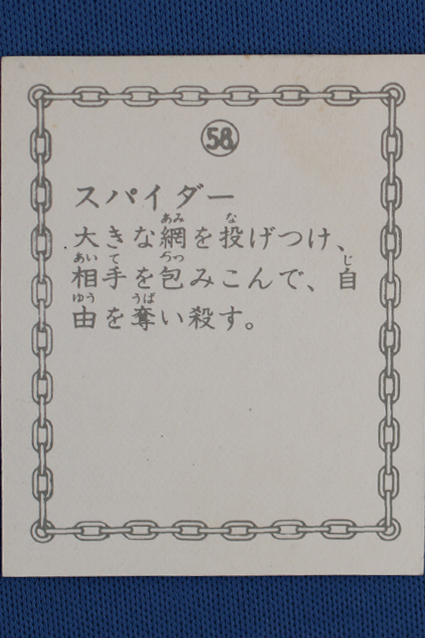 58
スパイダー
大きな網を投げつけ、
相手を包みこんで、自
由を奪い殺す。